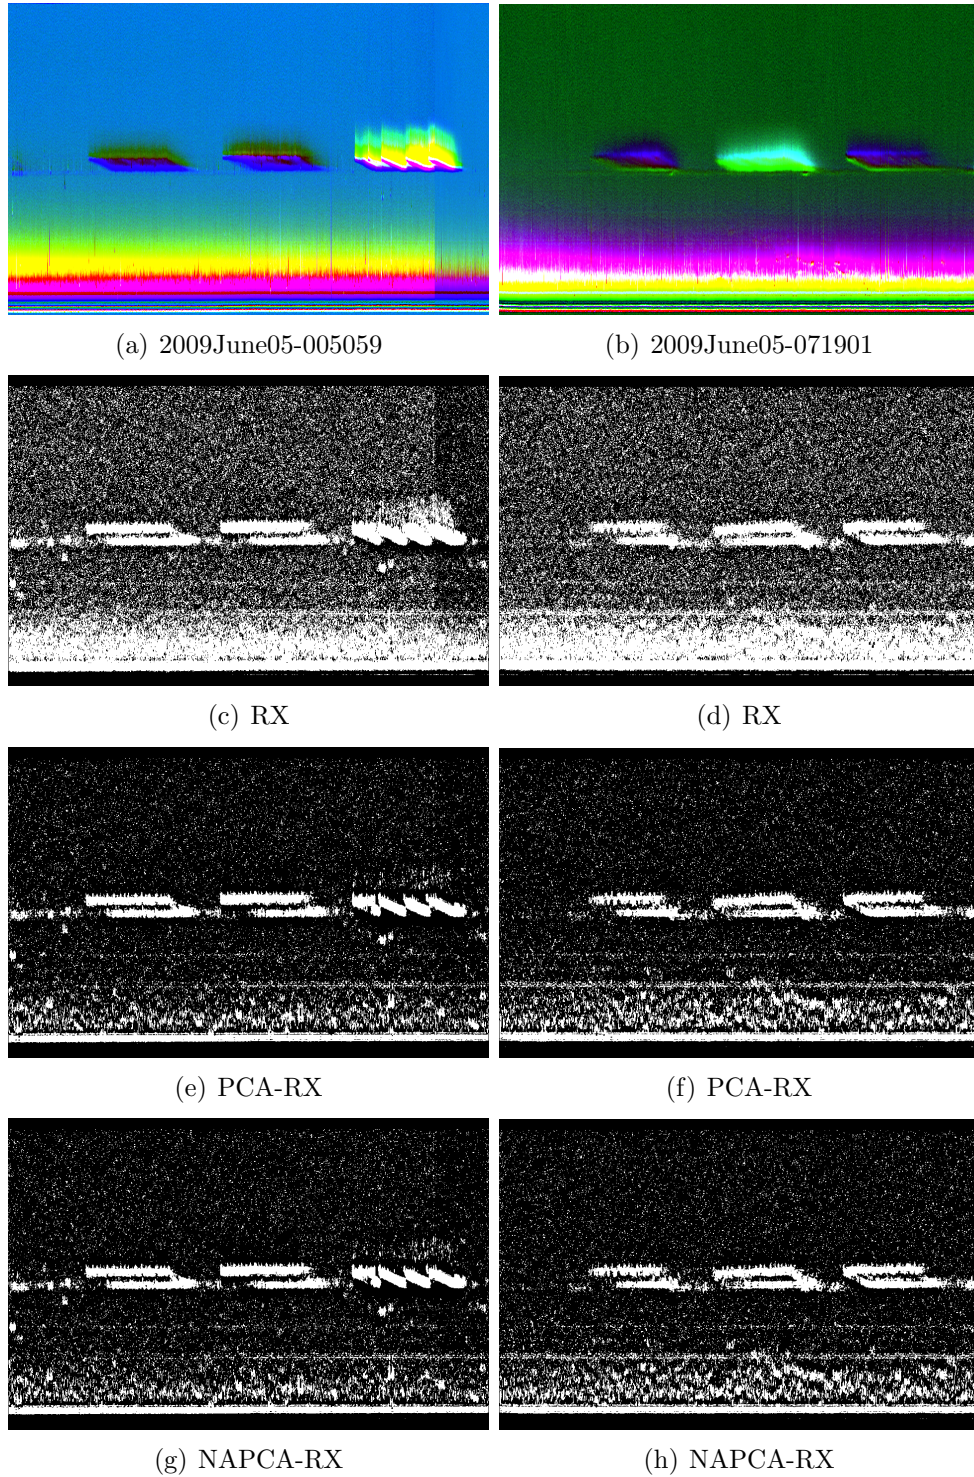 (a) 2009June05-005059
(b) 2009June05-071901
(c) RX
(d) RX
(e) PCA-RX
(f) PCA-RX
(g) NAPCA-RX
(h) NAPCA-RX